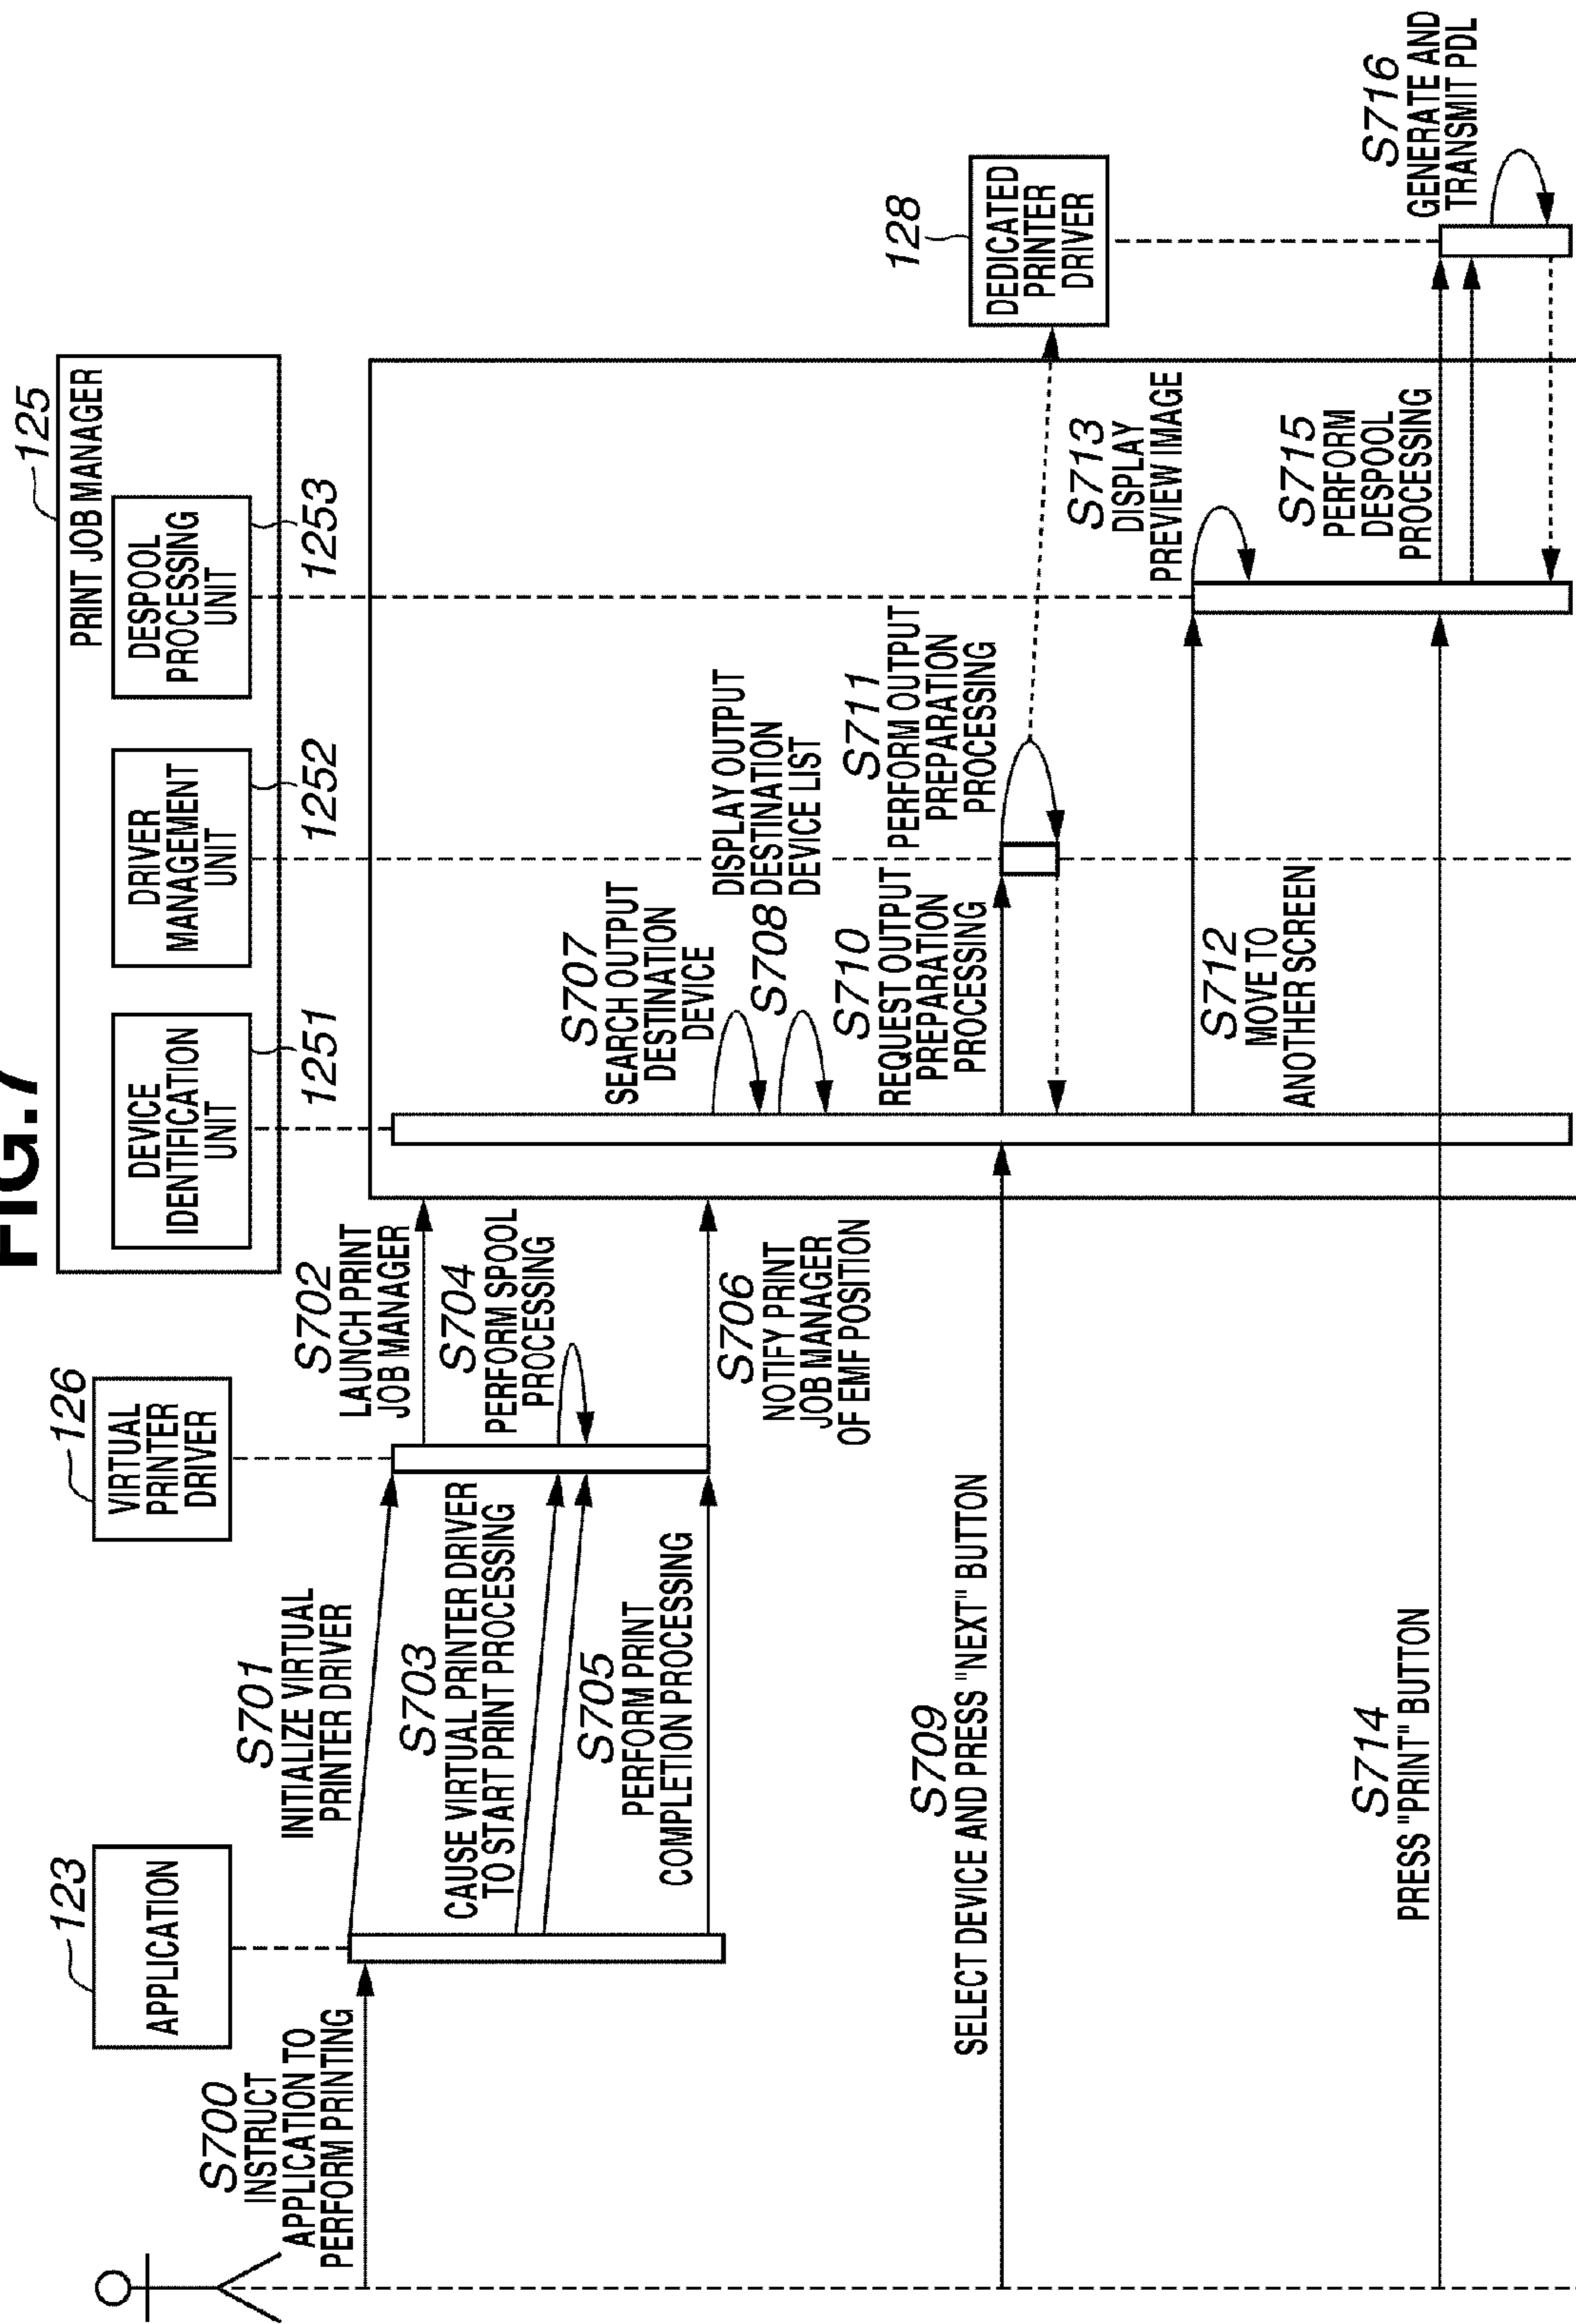 FIG.7
125
PRINT JOB MANAGER
123
APPLICATION
126
VIRTUAL
PRINTER
DRIVER
DEVICE
IDENTIFICATION
UNIT
1251
DRIVER
MANAGEMENT
UNIT
1252
DESPOOL
PROCESSING
UNIT
1253
128
DEDICATED
PRINTER
DRIVER
S700
INSTRUCT
APPLICATION TO
PERFORM PRINTING
S701
INITIALIZE VIRTUAL
PRINTER DRIVER
S702
LAUNCH PRINT
JOB MANAGER
S703
CAUSE VIRTUAL PRINTER DRIVER
TO START PRINT PROCESSING
S704
PERFORM SPOOL
PROCESSING
S705
PERFORM PRINT
COMPLETION PROCESSING
S706
NOTIFY PRINT
JOB MANAGER
OF EMF POSITION
S707
SEARCH OUTPUT
DESTINATION
DEVICE
S708
DISPLAY OUTPUT
DESTINATION
DEVICE LIST
S709
SELECT DEVICE AND PRESS "NEXT" BUTTON
S710
REQUEST OUTPUT
PREPARATION
PROCESSING
S711
PERFORM OUTPUT
PREPARATION
PROCESSING
S712
MOVE TO
ANOTHER SCREEN
S713
DISPLAY
PREVIEW IMAGE
S714
PRESS "PRINT" BUTTON
S715
PERFORM
DESPOOL
PROCESSING
S716
GENERATE AND
TRANSMIT PDL